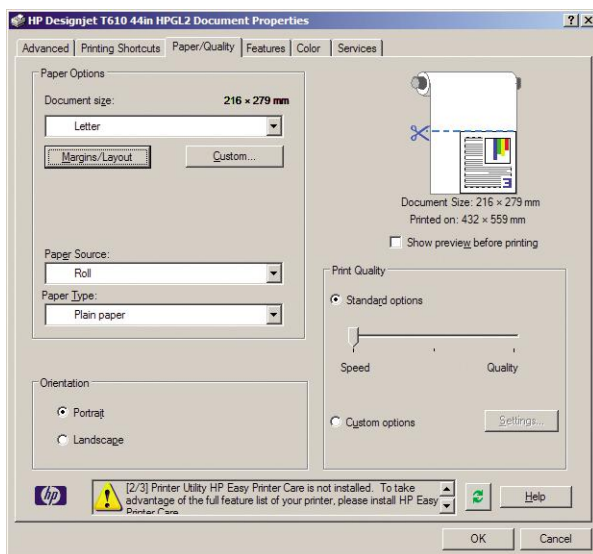 HP Designjet T610 44in HPGL2 Document Properties
Advanced Printing Shortcuts Paper/Quality Features Color Services
Paper Options
Document size: 216 × 279 mm
Letter
Margins/Layout Custom...
Document Size: 216 × 279 mm
Printed on: 432 × 559 mm
Show preview before printing
Paper Source:
Roll
Paper Type:
Plain paper
Print Quality
Standard options
Speed Quality
Custom options Settings...
Orientation
Portrait
Landscape
hp
[2/3] Printer Utility HP Easy Printer Care is not installed. To take
advantage of the full feature list of your printer, please install HP Easy
Printer Care
Help
OK Cancel